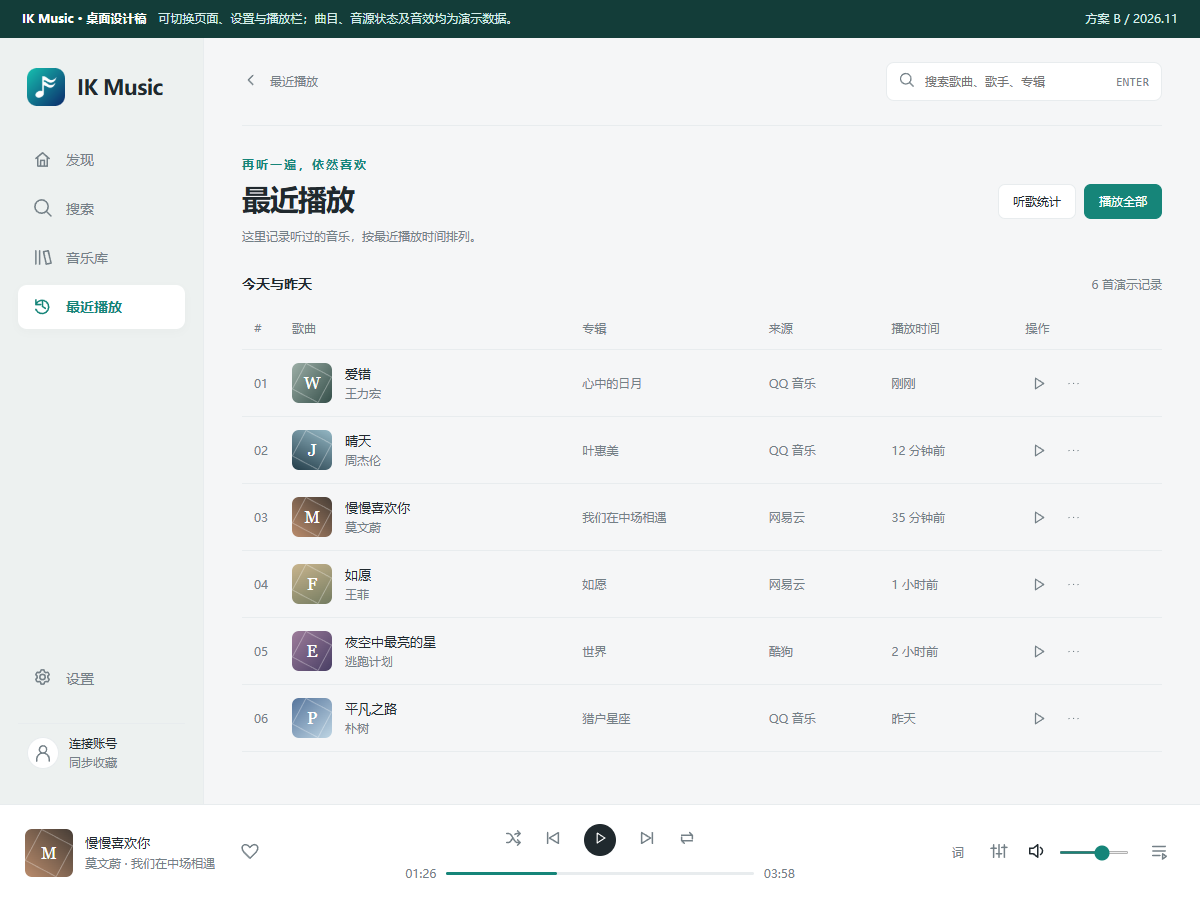 IK Music • 桌面设计稿 可切换页面、设置与播放栏；曲目、音源状态及音效均为演示数据。 方案 B / 2026.11
IK Music
发现
搜索
音乐库
最近播放
设置
连接账号
同步收藏
最近播放
搜索歌曲、歌手、专辑 ENTER
再听一遍，依然喜欢
最近播放
这里记录听过的音乐，按最近播放时间排列。
听歌统计 播放全部
今天与昨天 6 首演示记录
# 歌曲 专辑 来源 播放时间 操作
01 W 爱错 心中的日月 QQ 音乐 刚刚 ···
王力宏
02 J 晴天 叶惠美 QQ 音乐 12 分钟前 ···
周杰伦
03 M 慢慢喜欢你 我们在中场相遇 网易云 35 分钟前 ···
莫文蔚
04 F 如愿 如愿 网易云 1 小时前 ···
王菲
05 E 夜空中最亮的星 世界 酷狗 2 小时前 ···
逃跑计划
06 P 平凡之路 猎户星座 QQ 音乐 昨天 ···
朴树
M 慢慢喜欢你
莫文蔚 · 我们在中场相遇
01:26 03:58
词